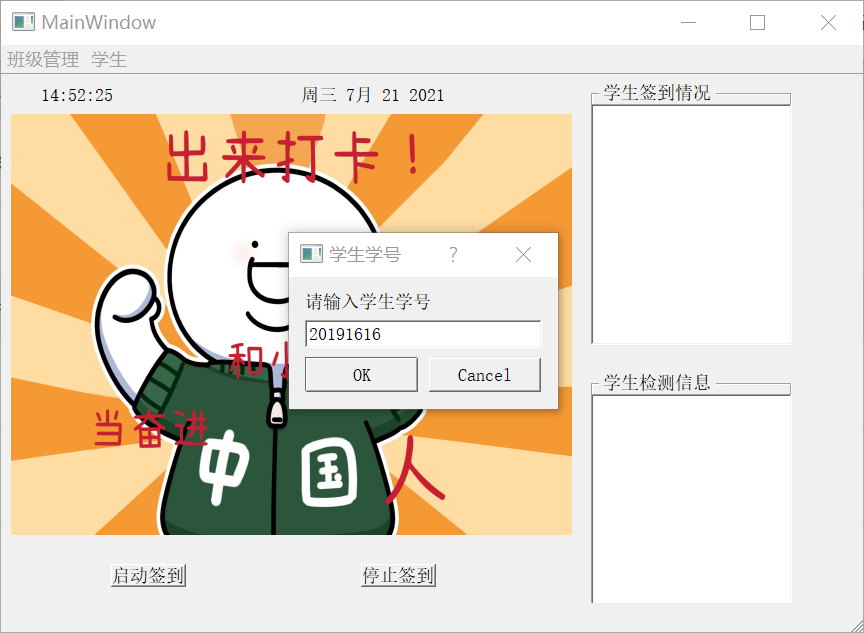 MainWindow
班级管理 学生
14:52:25
周三 7月 21 2021
学生签到情况
出来打卡！
学生学号
?
请输入学生学号
20191616
OK
Cancel
和小
学生检测信息
当奋进
中国
人
启动签到
停止签到